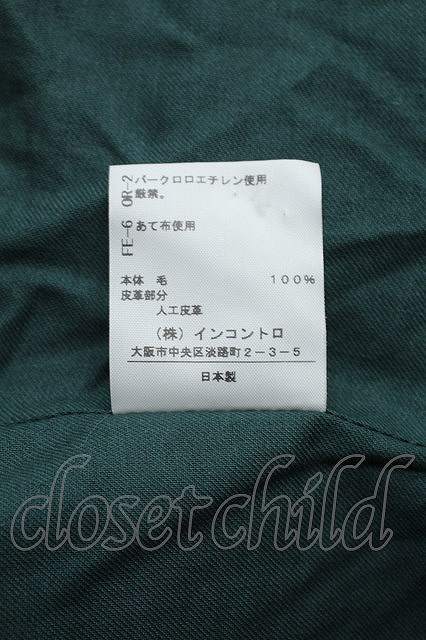 パークロロエチレン使用
厳禁。
OR-2
あて布使用
FE-6
本体　毛　　　　　　　１００％
皮革部分
人工皮革
（株）インコントロ
大阪市中央区淡路町２－３－５
日本製
closet child